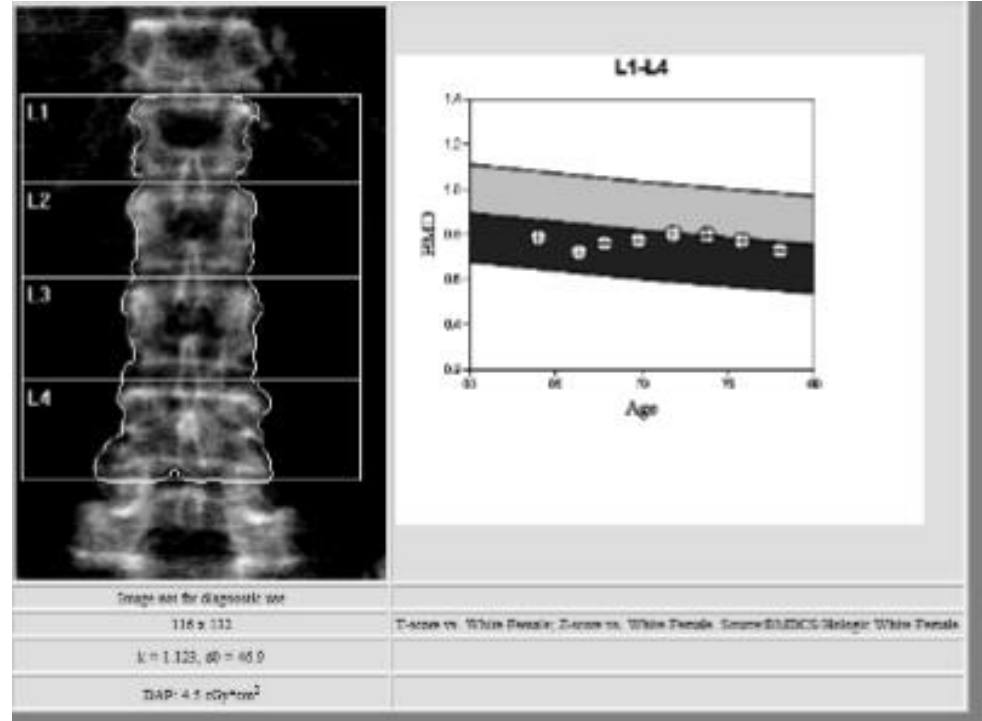 L1
L2
L3
L4
L1-L4
1.4
1.2
1.0
0.8
0.6
0.4
0.2
BMD
60
65
70
75
80
Age
Image not for diagnostic use
116 x 132
T-score vs. White Female; Z-score vs. White Female. Source:BMDCS/Hologic White Female
k = 1.123, d0 = 46.9
DAP: 4.5 cGy*cm²